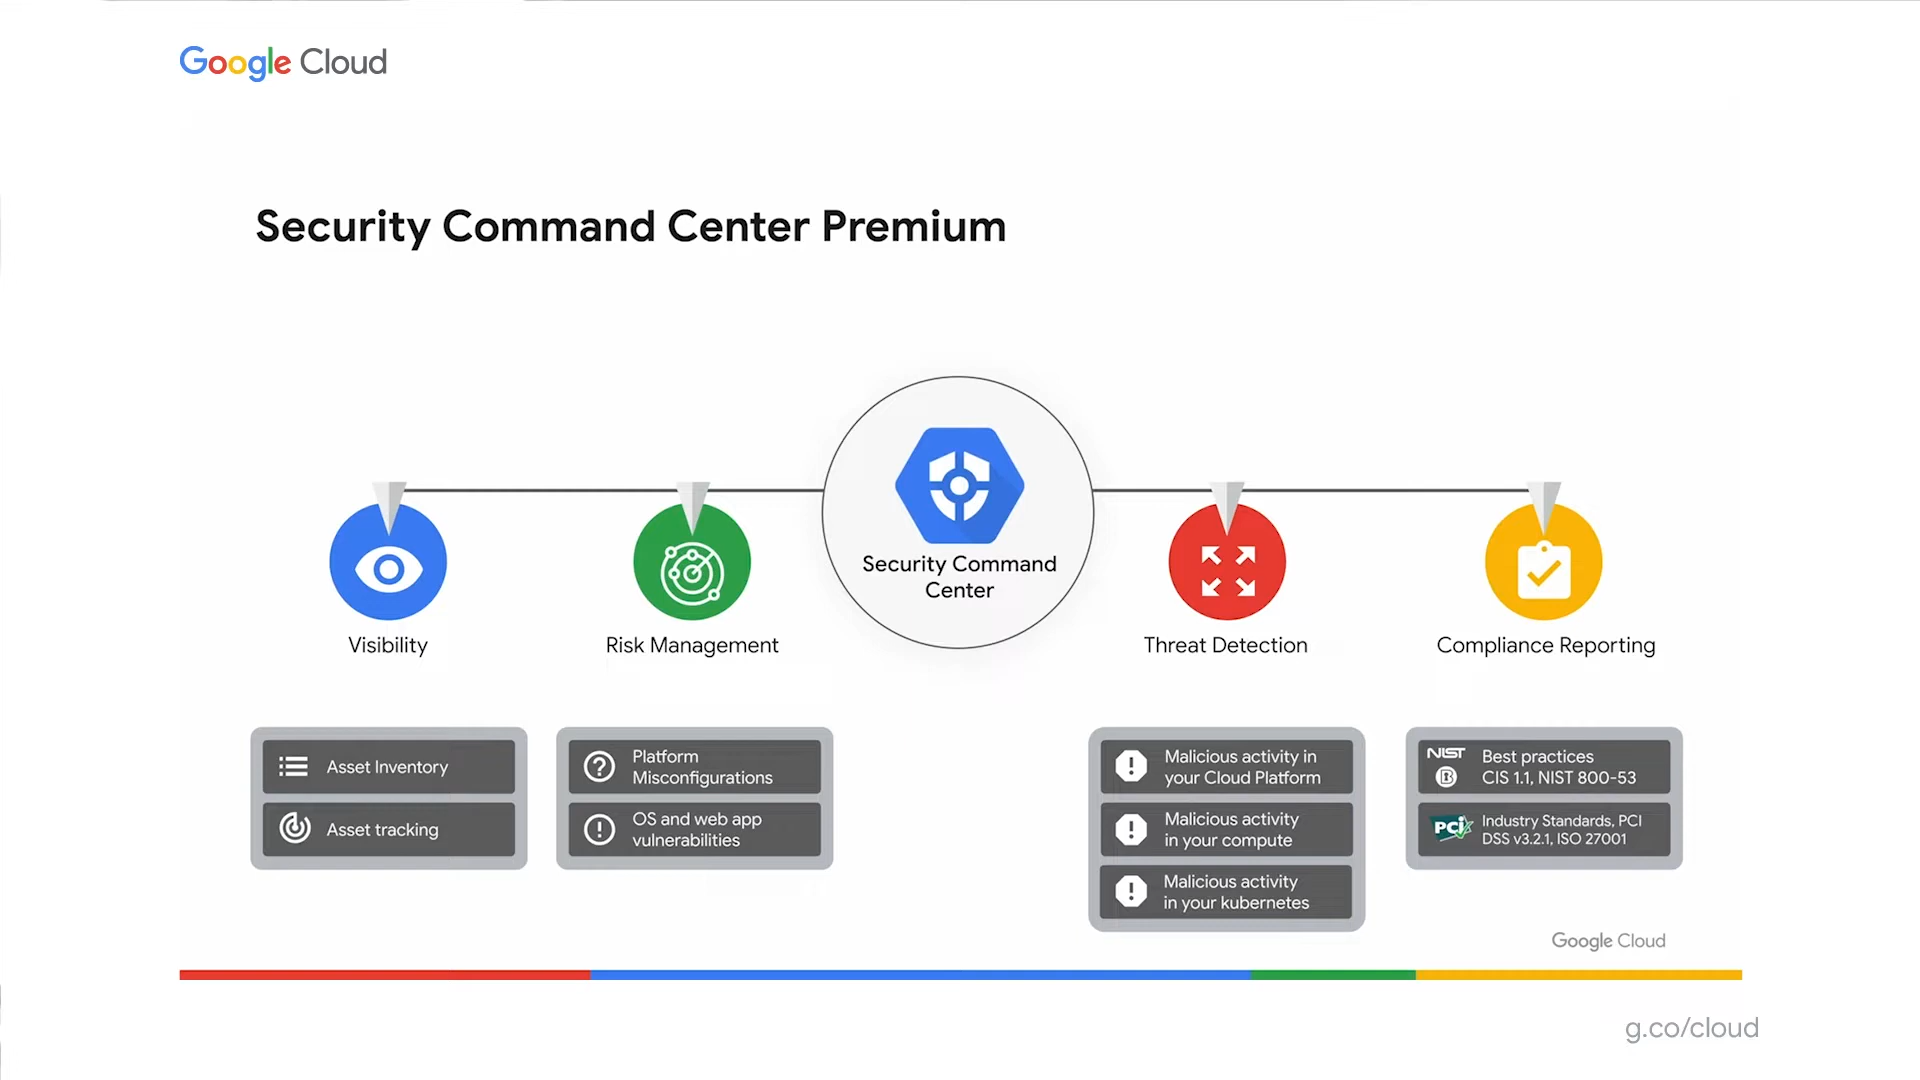 Google Cloud
Security Command Center Premium
Security Command
Center
Visibility
Risk Management
Threat Detection
Compliance Reporting
Asset Inventory
Asset tracking
Platform
Misconfigurations
OS and web app
vulnerabilities
Malicious activity in
your Cloud Platform
Malicious activity
in your compute
Malicious activity
in your kubernetes
NIST
Best practices
CIS 1.1, NIST 800-53
PCI
Industry Standards, PCI
DSS v3.2.1, ISO 27001
Google Cloud
g.co/cloud